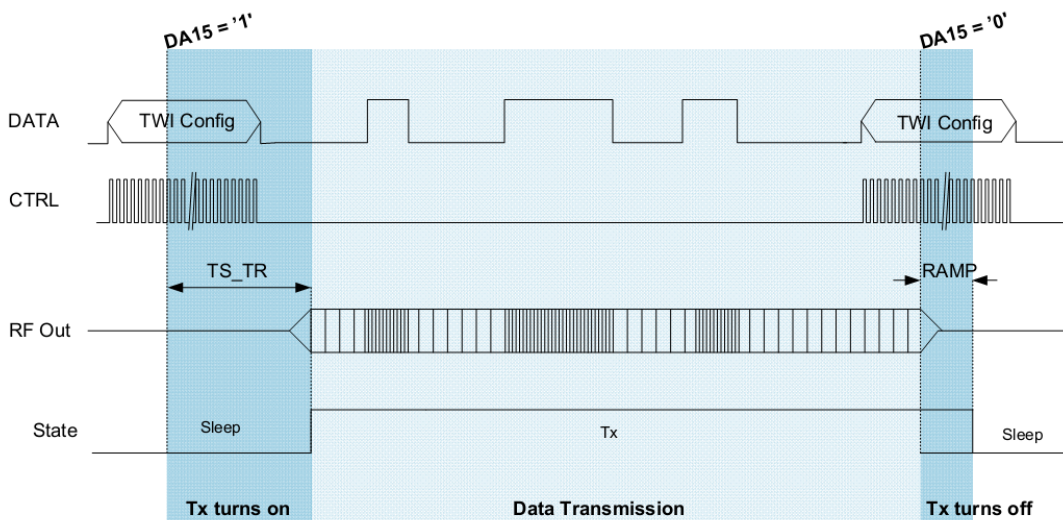 DA15 = '1'
DA15 = '0'
DATA
TWI Config
TWI Config
CTRL
TS_TR
RAMP
RF Out
State
Sleep
Tx
Sleep
Tx turns on
Data Transmission
Tx turns off